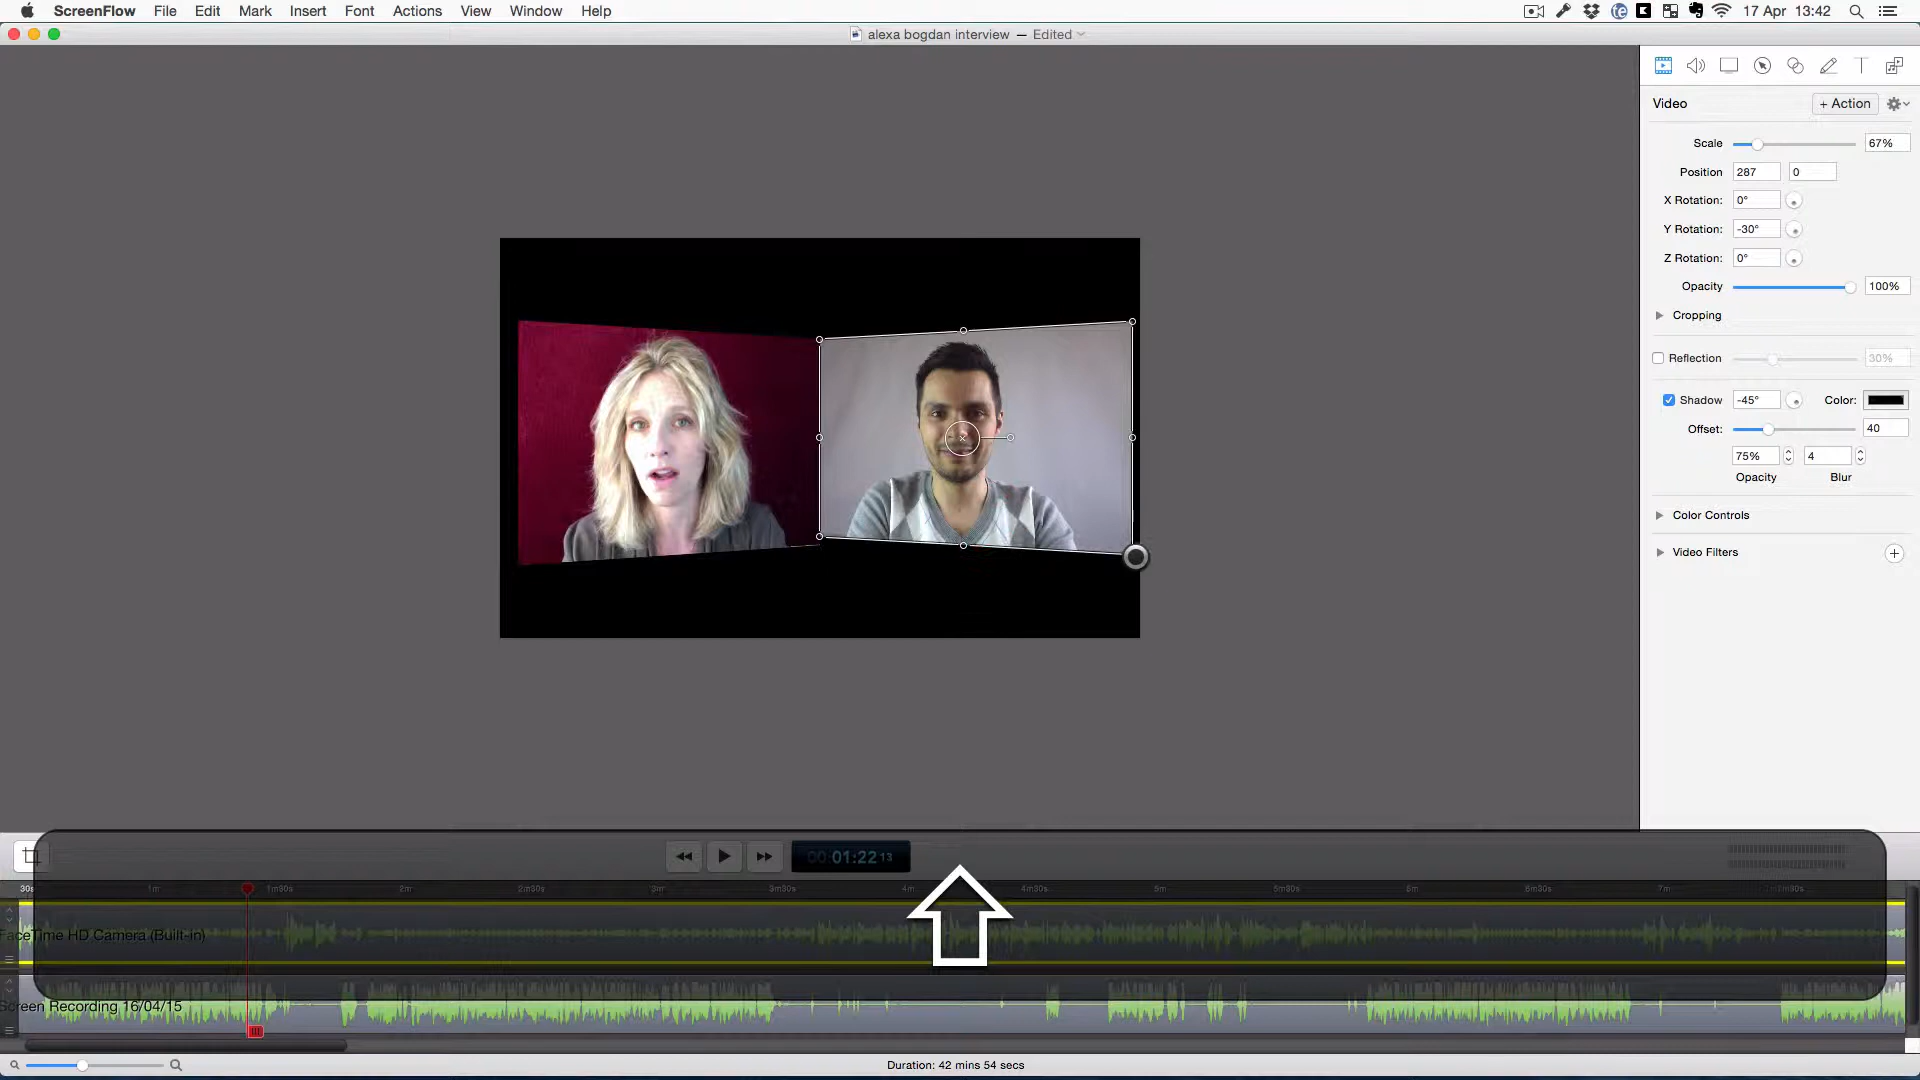 ScreenFlow File Edit Mark Insert Font Actions View Window Help
17 Apr 13:42
alexa bogdan interview — Edited
Video
+ Action
Scale 67%
Position 287 0
X Rotation: 0°
Y Rotation: -30°
Z Rotation: 0°
Opacity 100%
Cropping
Reflection 30%
Shadow -45° Color:
Offset: 40
75% 4
Opacity Blur
Color Controls
Video Filters
00:01:22 13
30s 1m 1m30s 2m 2m30s 3m 3m30s 4m 4m30s 5m 5m30s 6m 6m30s 7m
FaceTime HD Camera (Built-in)
Screen Recording 16/04/15
Duration: 42 mins 54 secs